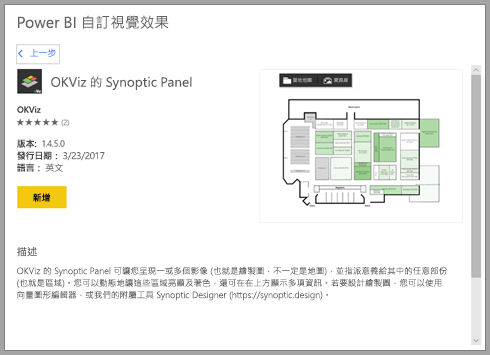 Power BI 自訂視覺效果
上一步
OKViz 的 Synoptic Panel
OKViz
(2)
版本: 1.4.5.0
發行日期： 3/23/2017
語言： 英文
新增
描述
OKViz 的 Synoptic Panel 可讓您呈現一或多個影像 (也就是繪製圖，不一定是地圖)，並指派意義給其中的任意部份
(也就是區域)。您可以動態地讓這些區域亮顯及著色，還可在在上方顯示多項資訊。若要設計繪製圖，您可以使用
向量圖形編輯器，或我們的附屬工具 Synoptic Designer (https://synoptic.design)。